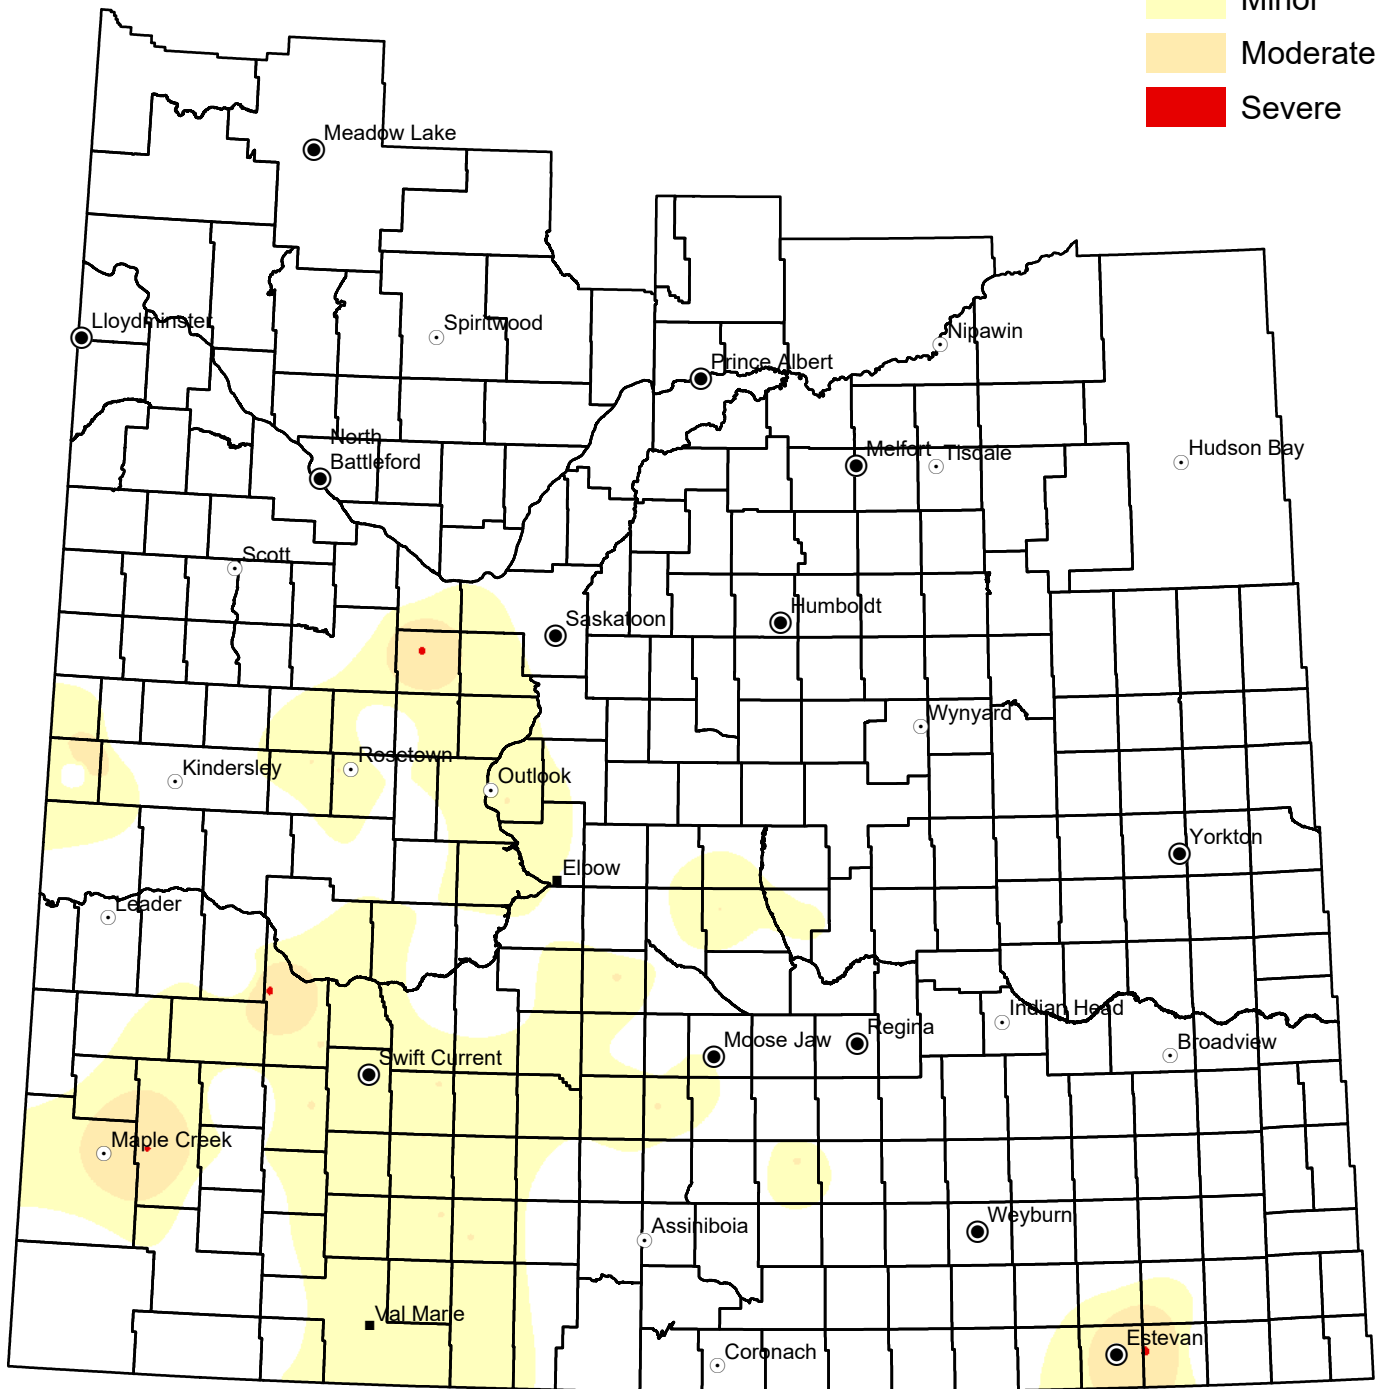 Minor
Moderate
Severe
Meadow Lake
Lloydminster
Spiritwood
Nipawin
Prince Albert
North
Battleford
Melfort
Tisdale
Hudson Bay
Scott
Saskatoon
Humboldt
Wynyard
Kindersley
Rosetown
Outlook
Yorkton
Elbow
Leader
Indian Head
Moose Jaw
Regina
Broadview
Swift Current
Maple Creek
Assiniboia
Weyburn
Val Marie
Coronach
Estevan